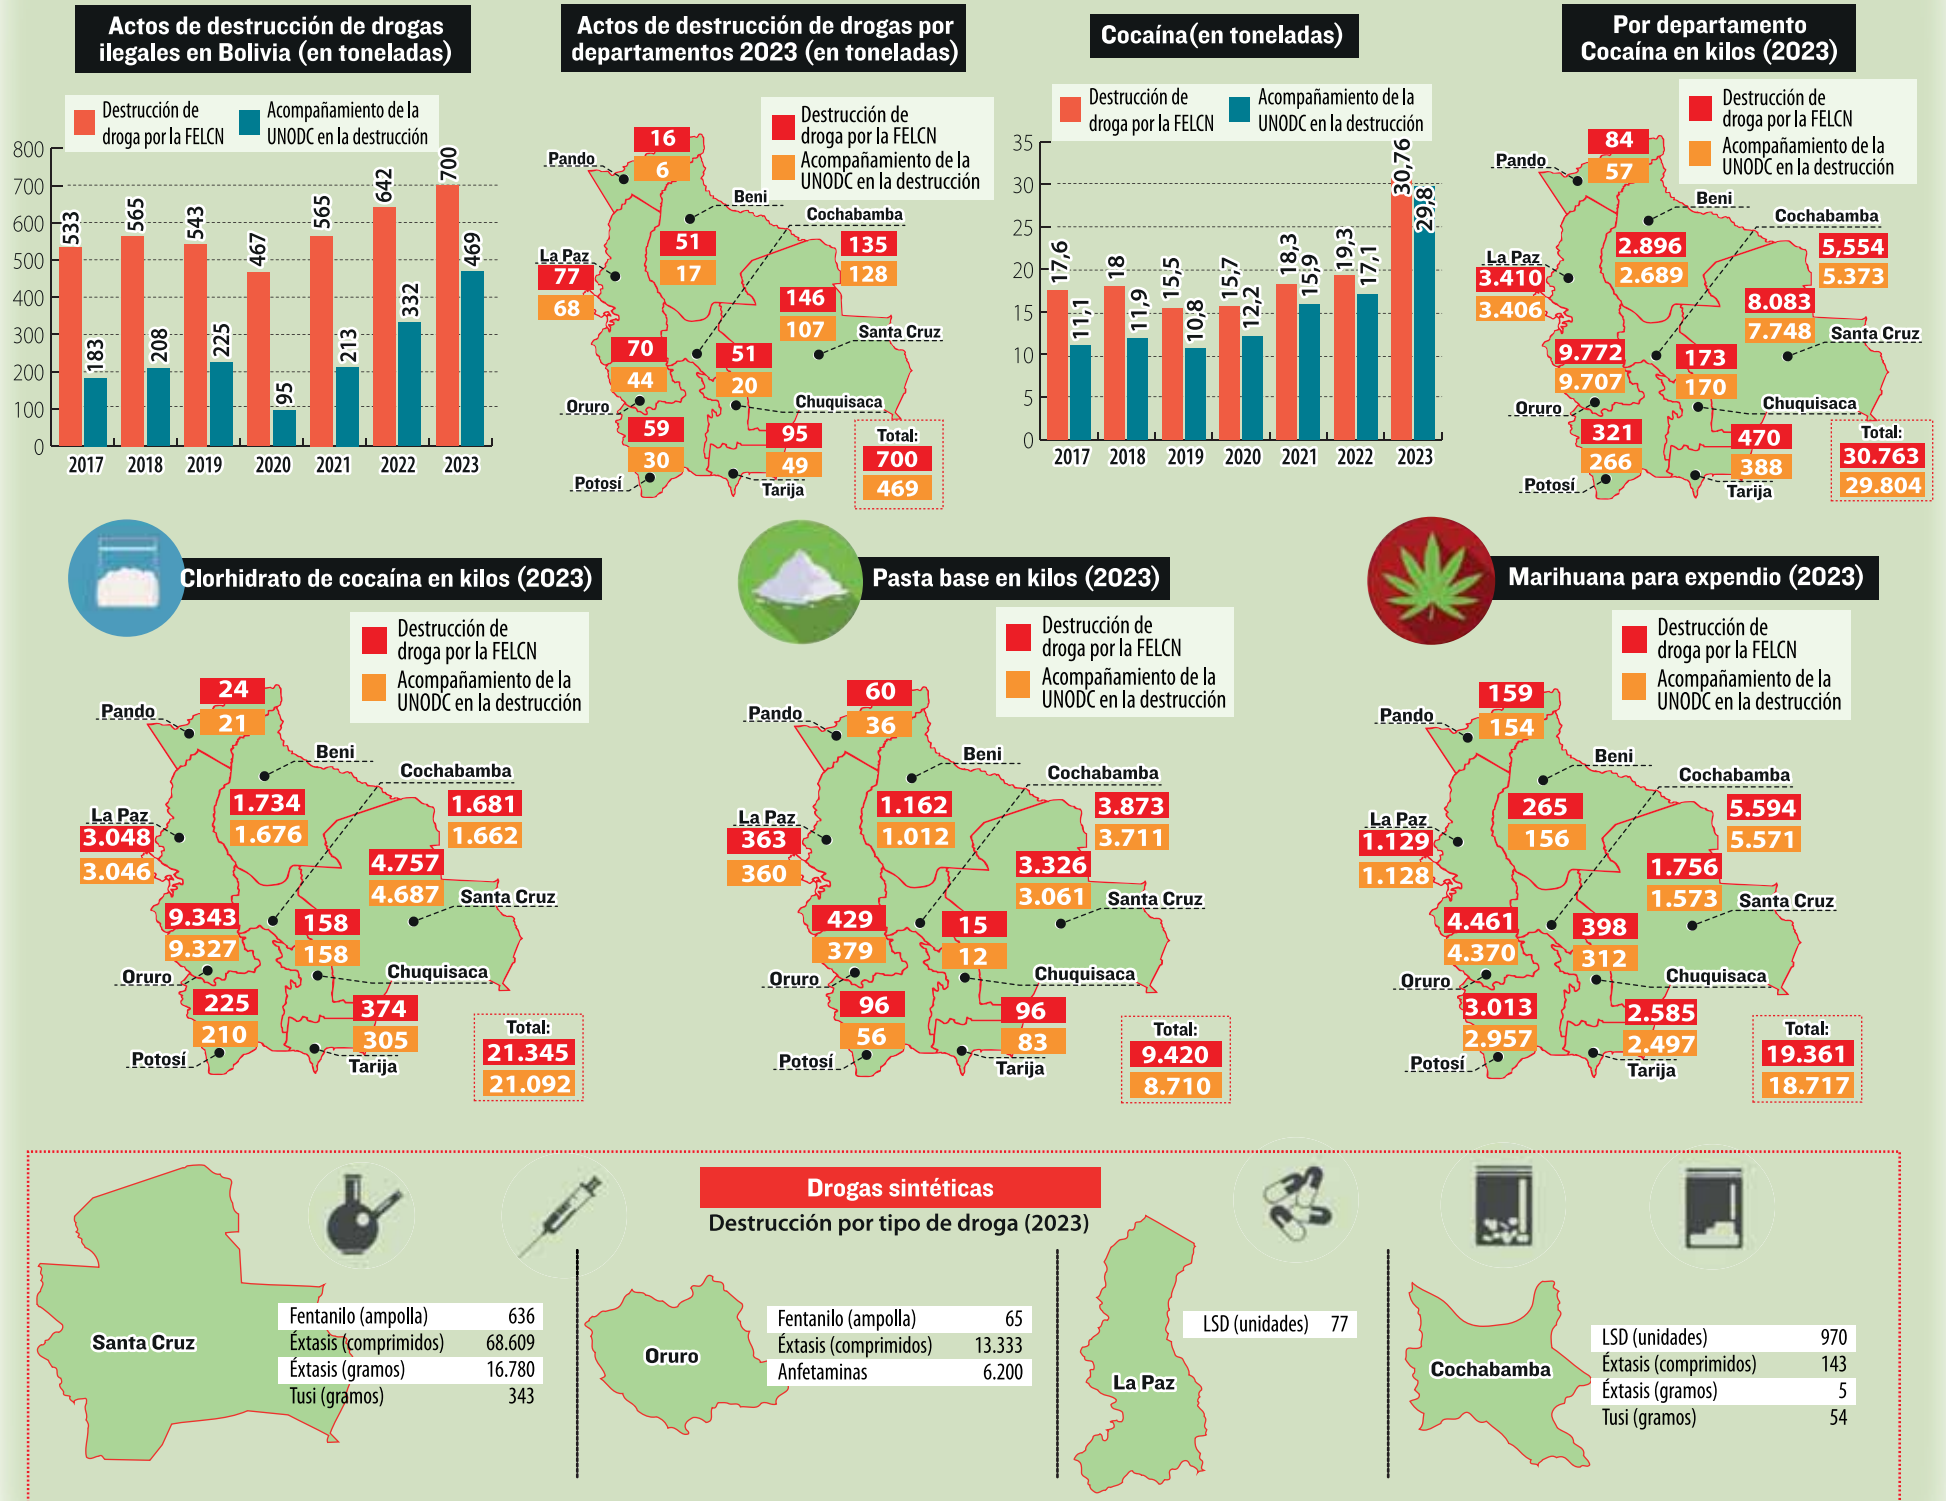 Actos de destrucción de drogas
ilegales en Bolivia (en toneladas)
Destrucción de
droga por la FELCN
Acompañamiento de la
UNODC en la destrucción
800
700
600
500
400
300
200
100
0
533
183
565
208
543
225
467
95
565
213
642
332
700
469
2017
2018
2019
2020
2021
2022
2023
Actos de destrucción de drogas por
departamentos 2023 (en toneladas)
Destrucción de
droga por la FELCN
Acompañamiento de la
UNODC en la destrucción
Pando
16
6
Beni
51
17
Cochabamba
135
128
La Paz
77
68
146
107
Santa Cruz
70
44
Oruro
51
20
Chuquisaca
59
30
Potosí
95
49
Tarija
Total:
700
469
Cocaína(en toneladas)
Destrucción de
droga por la FELCN
Acompañamiento de la
UNODC en la destrucción
35
30
25
20
15
10
5
0
17,6
11,1
18
11,9
15,5
10,8
15,7
12,2
18,3
15,9
19,3
17,1
30,76
29,8
2017
2018
2019
2020
2021
2022
2023
Por departamento
Cocaína en kilos (2023)
Destrucción de
droga por la FELCN
Acompañamiento de la
UNODC en la destrucción
Pando
84
57
Beni
2.896
2.689
Cochabamba
5,554
5.373
La Paz
3.410
3.406
8.083
7.748
Santa Cruz
9.772
9.707
Oruro
173
170
Chuquisaca
321
266
Potosí
470
388
Tarija
Total:
30.763
29.804
Clorhidrato de cocaína en kilos (2023)
Destrucción de
droga por la FELCN
Acompañamiento de la
UNODC en la destrucción
Pando
24
21
Beni
1.734
1.676
Cochabamba
1.681
1.662
La Paz
3.048
3.046
4.757
4.687
Santa Cruz
9.343
9.327
Oruro
158
158
Chuquisaca
225
210
Potosí
374
305
Tarija
Total:
21.345
21.092
Pasta base en kilos (2023)
Destrucción de
droga por la FELCN
Acompañamiento de la
UNODC en la destrucción
Pando
60
36
Beni
1.162
1.012
Cochabamba
3.873
3.711
La Paz
363
360
3.326
3.061
Santa Cruz
429
379
Oruro
15
12
Chuquisaca
96
56
Potosí
96
83
Tarija
Total:
9.420
8.710
Marihuana para expendio (2023)
Destrucción de
droga por la FELCN
Acompañamiento de la
UNODC en la destrucción
Pando
159
154
Beni
265
156
Cochabamba
5.594
5.571
La Paz
1.129
1.128
1.756
1.573
Santa Cruz
4.461
4.370
Oruro
398
312
Chuquisaca
3.013
2.957
Potosí
2.585
2.497
Tarija
Total:
19.361
18.717
Drogas sintéticas
Destrucción por tipo de droga (2023)
Santa Cruz
Fentanilo (ampolla) 636
Éxtasis (comprimidos) 68.609
Éxtasis (gramos) 16.780
Tusi (gramos) 343
Oruro
Fentanilo (ampolla) 65
Éxtasis (comprimidos) 13.333
Anfetaminas 6.200
La Paz
LSD (unidades) 77
Cochabamba
LSD (unidades) 970
Éxtasis (comprimidos) 143
Éxtasis (gramos) 5
Tusi (gramos) 54